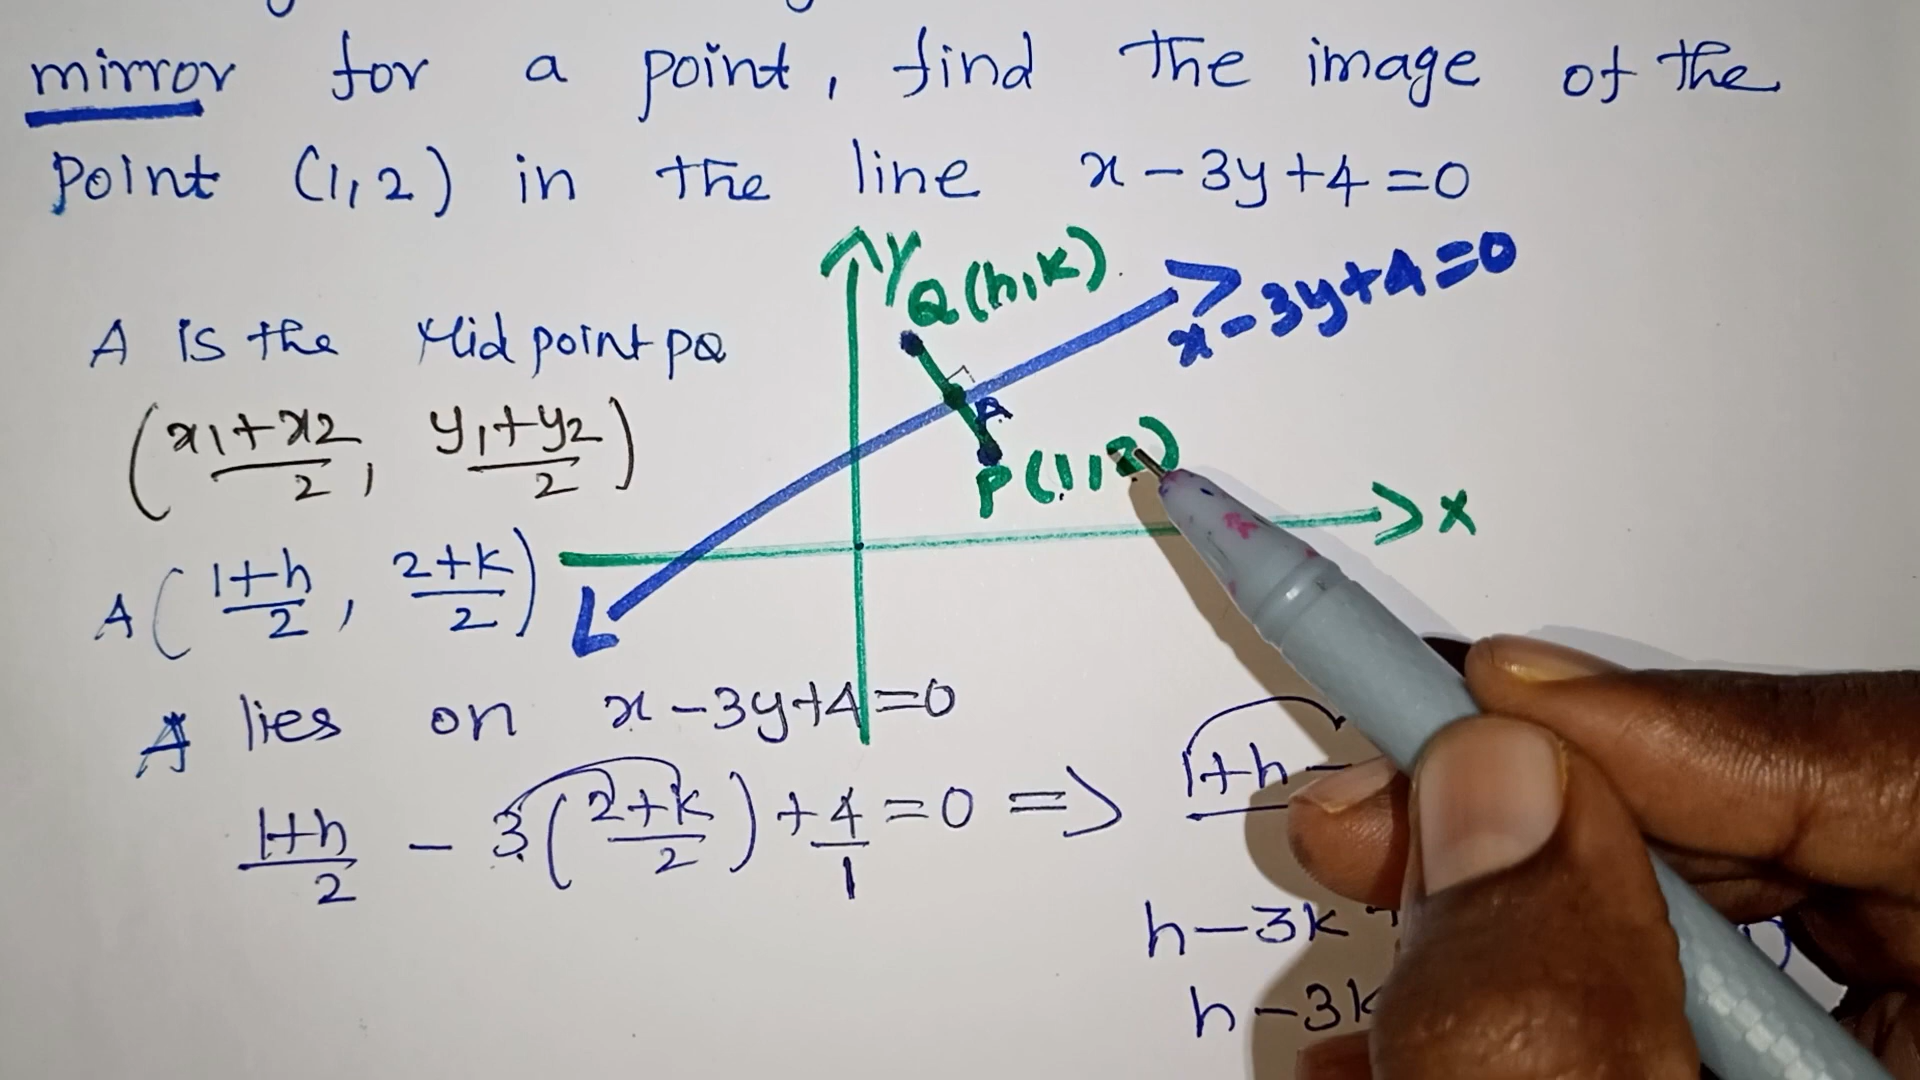 mirror for a point, find the image of the
point (1,2) in the line x-3y+4=0
Y
Q(h,k)
x-3y+4=0
A is the Mid point PQ
(x₁+x₂/2, y₁+y₂/2)
A
P(1,2)
X
A(1+h/2, 2+k/2)
A lies on x-3y+4=0
1+h/2 - 3(2+k/2) + 4/1 = 0 => 1+h-
h-3k
h-3k